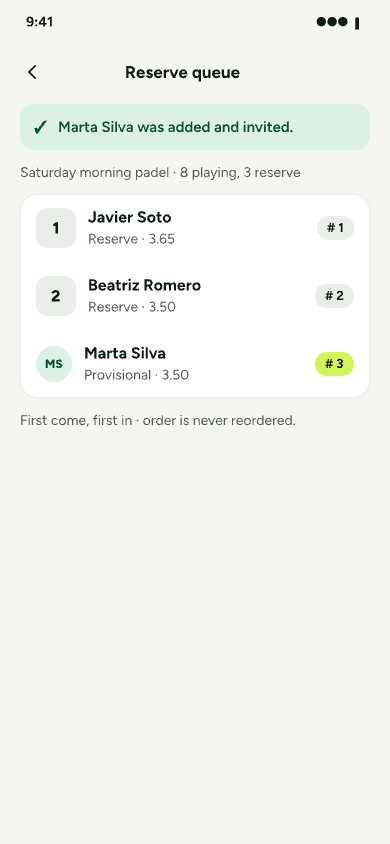 9:41
Reserve queue
✓ Marta Silva was added and invited.
Saturday morning padel · 8 playing, 3 reserve
1
Javier Soto
Reserve · 3.65
# 1
2
Beatriz Romero
Reserve · 3.50
# 2
MS
Marta Silva
Provisional · 3.50
# 3
First come, first in · order is never reordered.